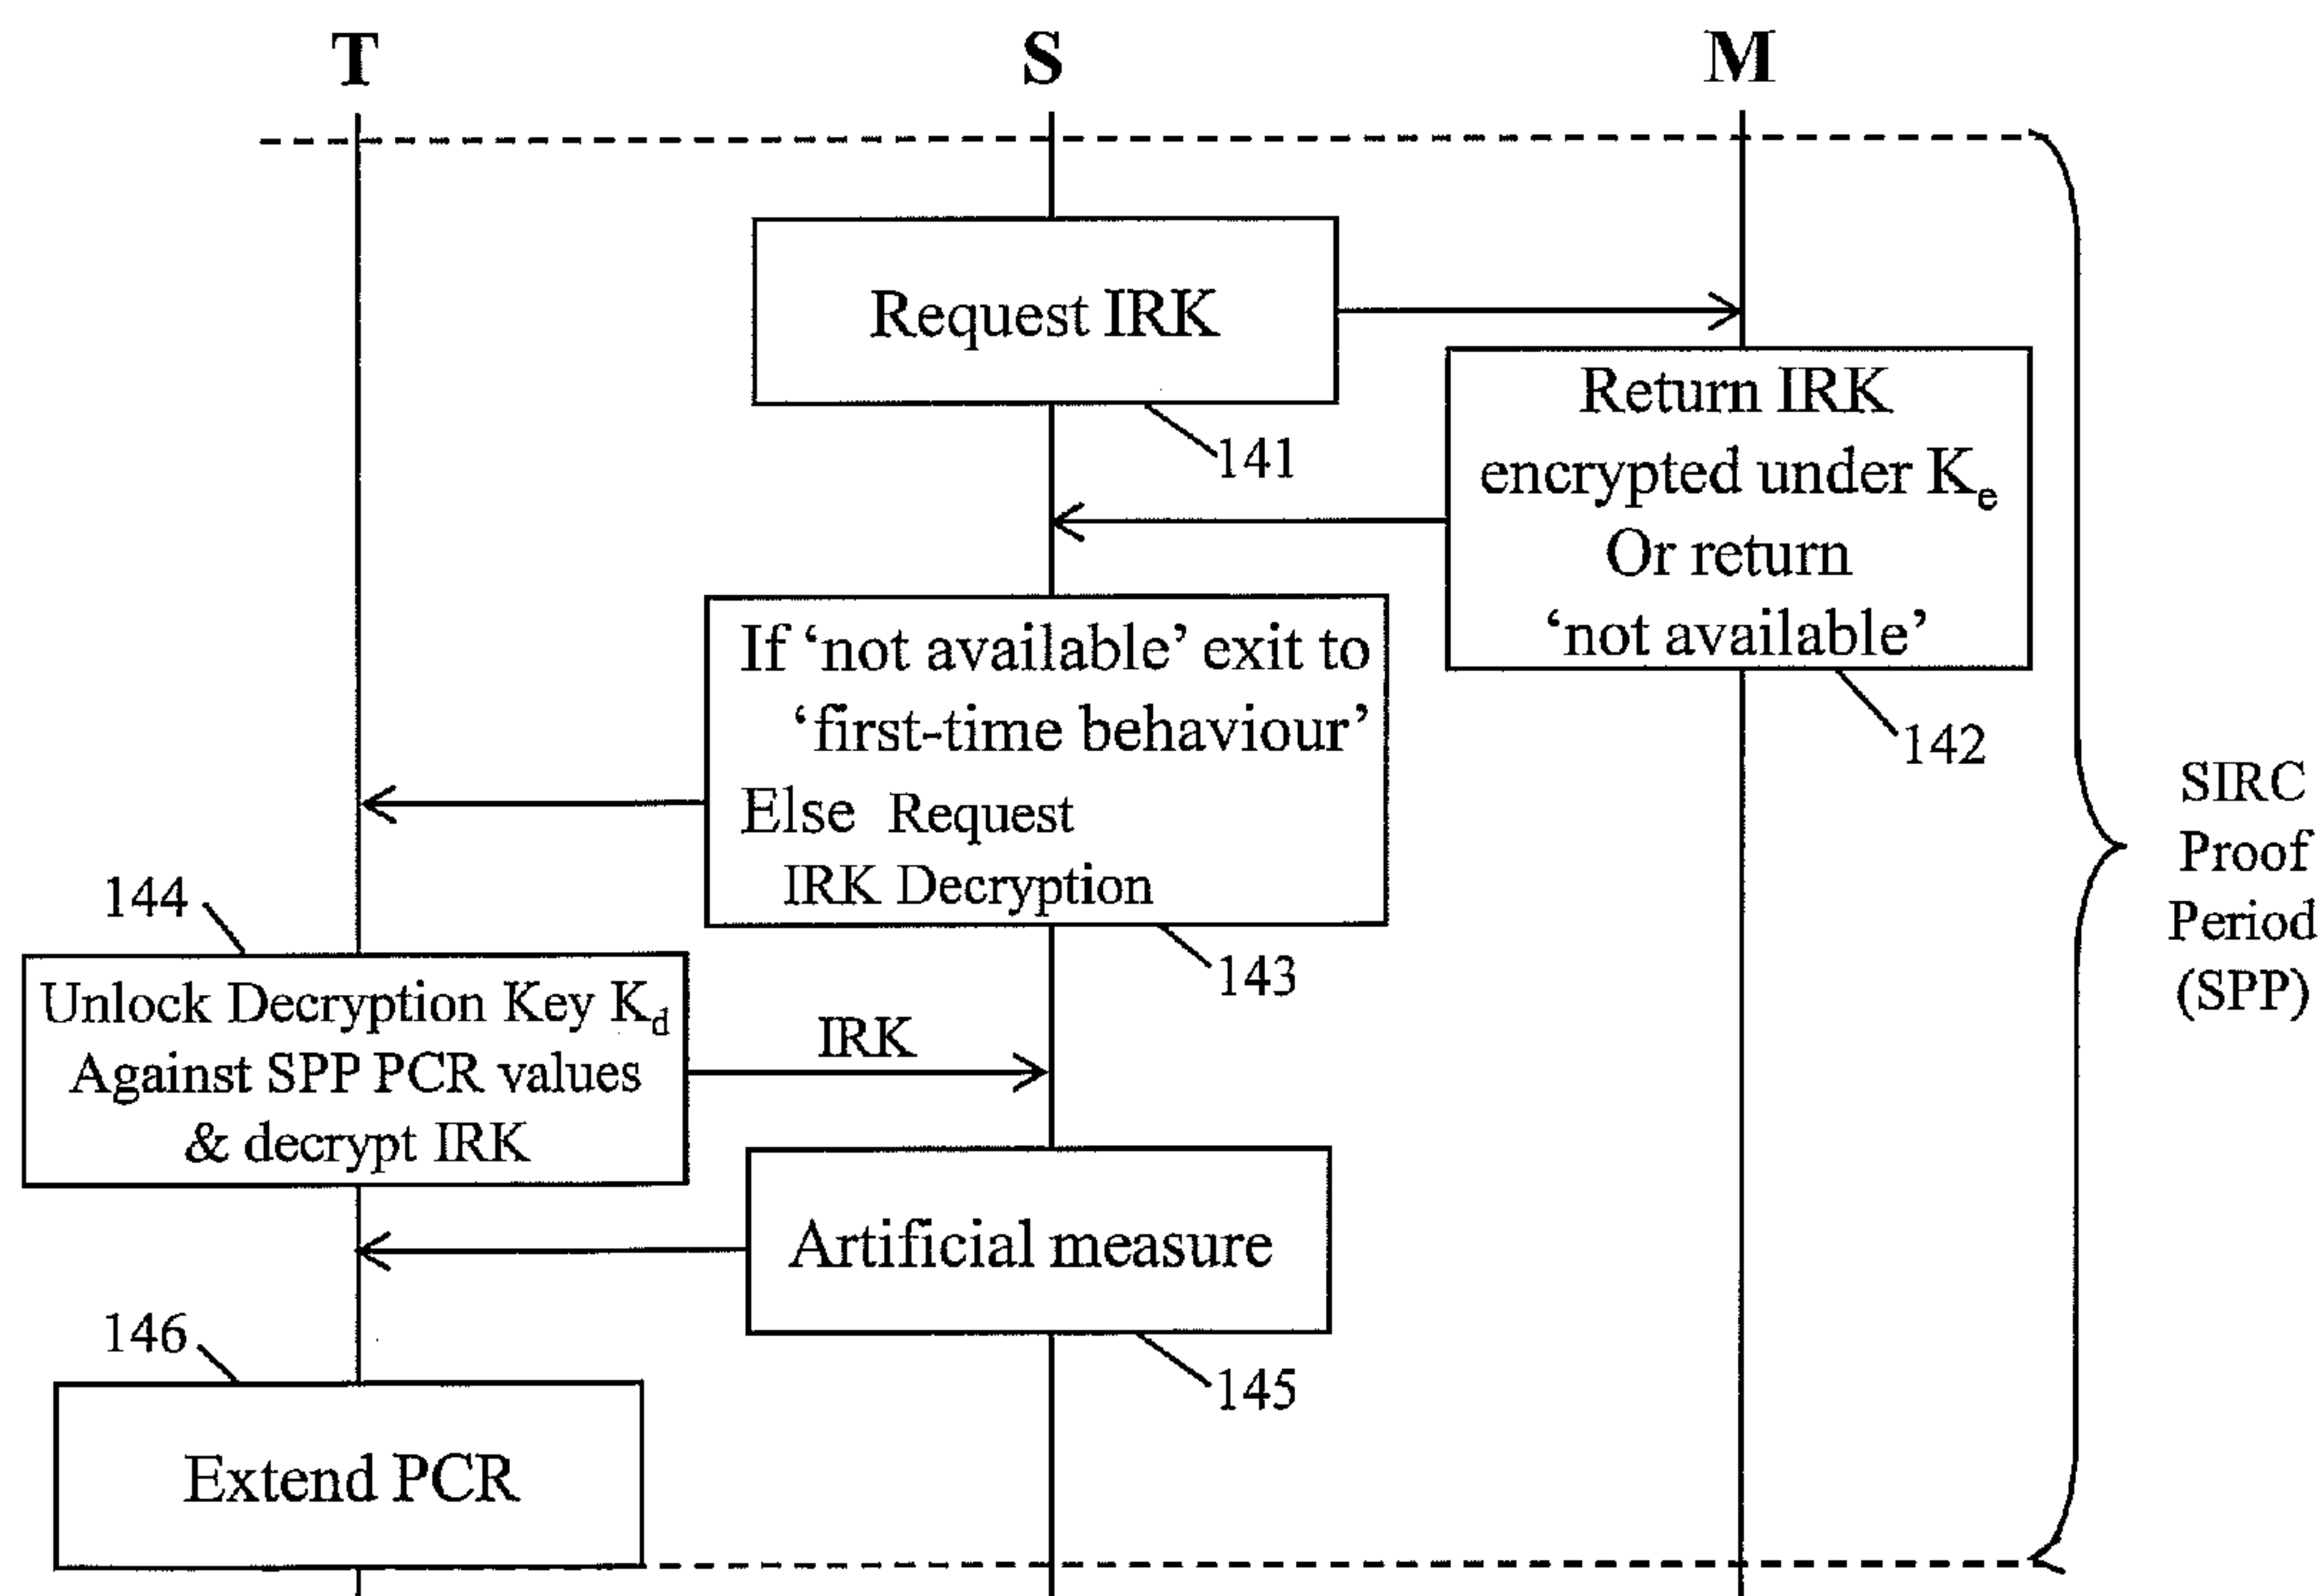 T
S
M
Request IRK
141
Return IRK
encrypted under Ke
Or return
‘not available’
142
If ‘not available’ exit to
‘first-time behaviour’
Else Request
IRK Decryption
143
144
Unlock Decryption Key Kd
Against SPP PCR values
& decrypt IRK
IRK
Artificial measure
145
146
Extend PCR
SIRC
Proof
Period
(SPP)